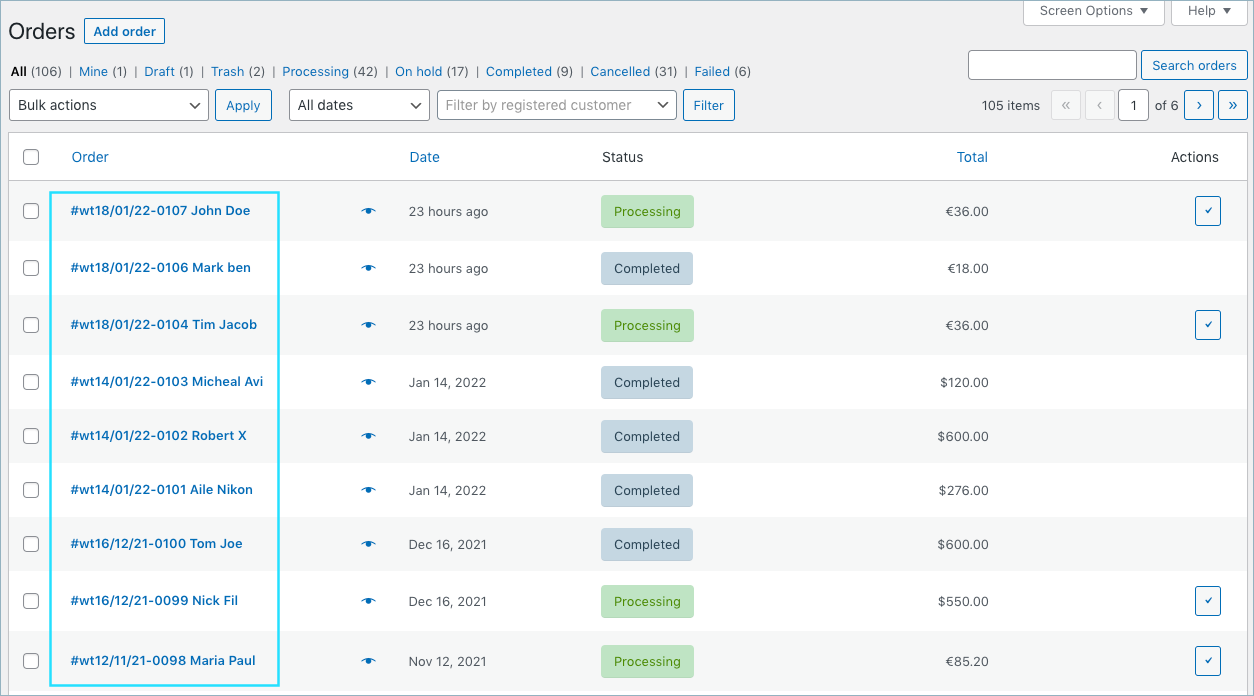 Screen Options ▼ Help ▼
Orders Add order
All (106) | Mine (1) | Draft (1) | Trash (2) | Processing (42) | On hold (17) | Completed (9) | Cancelled (31) | Failed (6)
Search orders
Bulk actions Apply All dates Filter by registered customer Filter 105 items « ‹ 1 of 6 › »
Order Date Status Total Actions
#wt18/01/22-0107 John Doe 23 hours ago Processing €36.00
#wt18/01/22-0106 Mark ben 23 hours ago Completed €18.00
#wt18/01/22-0104 Tim Jacob 23 hours ago Processing €36.00
#wt14/01/22-0103 Micheal Avi Jan 14, 2022 Completed $120.00
#wt14/01/22-0102 Robert X Jan 14, 2022 Completed $600.00
#wt14/01/22-0101 Aile Nikon Jan 14, 2022 Completed $276.00
#wt16/12/21-0100 Tom Joe Dec 16, 2021 Completed $600.00
#wt16/12/21-0099 Nick Fil Dec 16, 2021 Processing $550.00
#wt12/11/21-0098 Maria Paul Nov 12, 2021 Processing €85.20